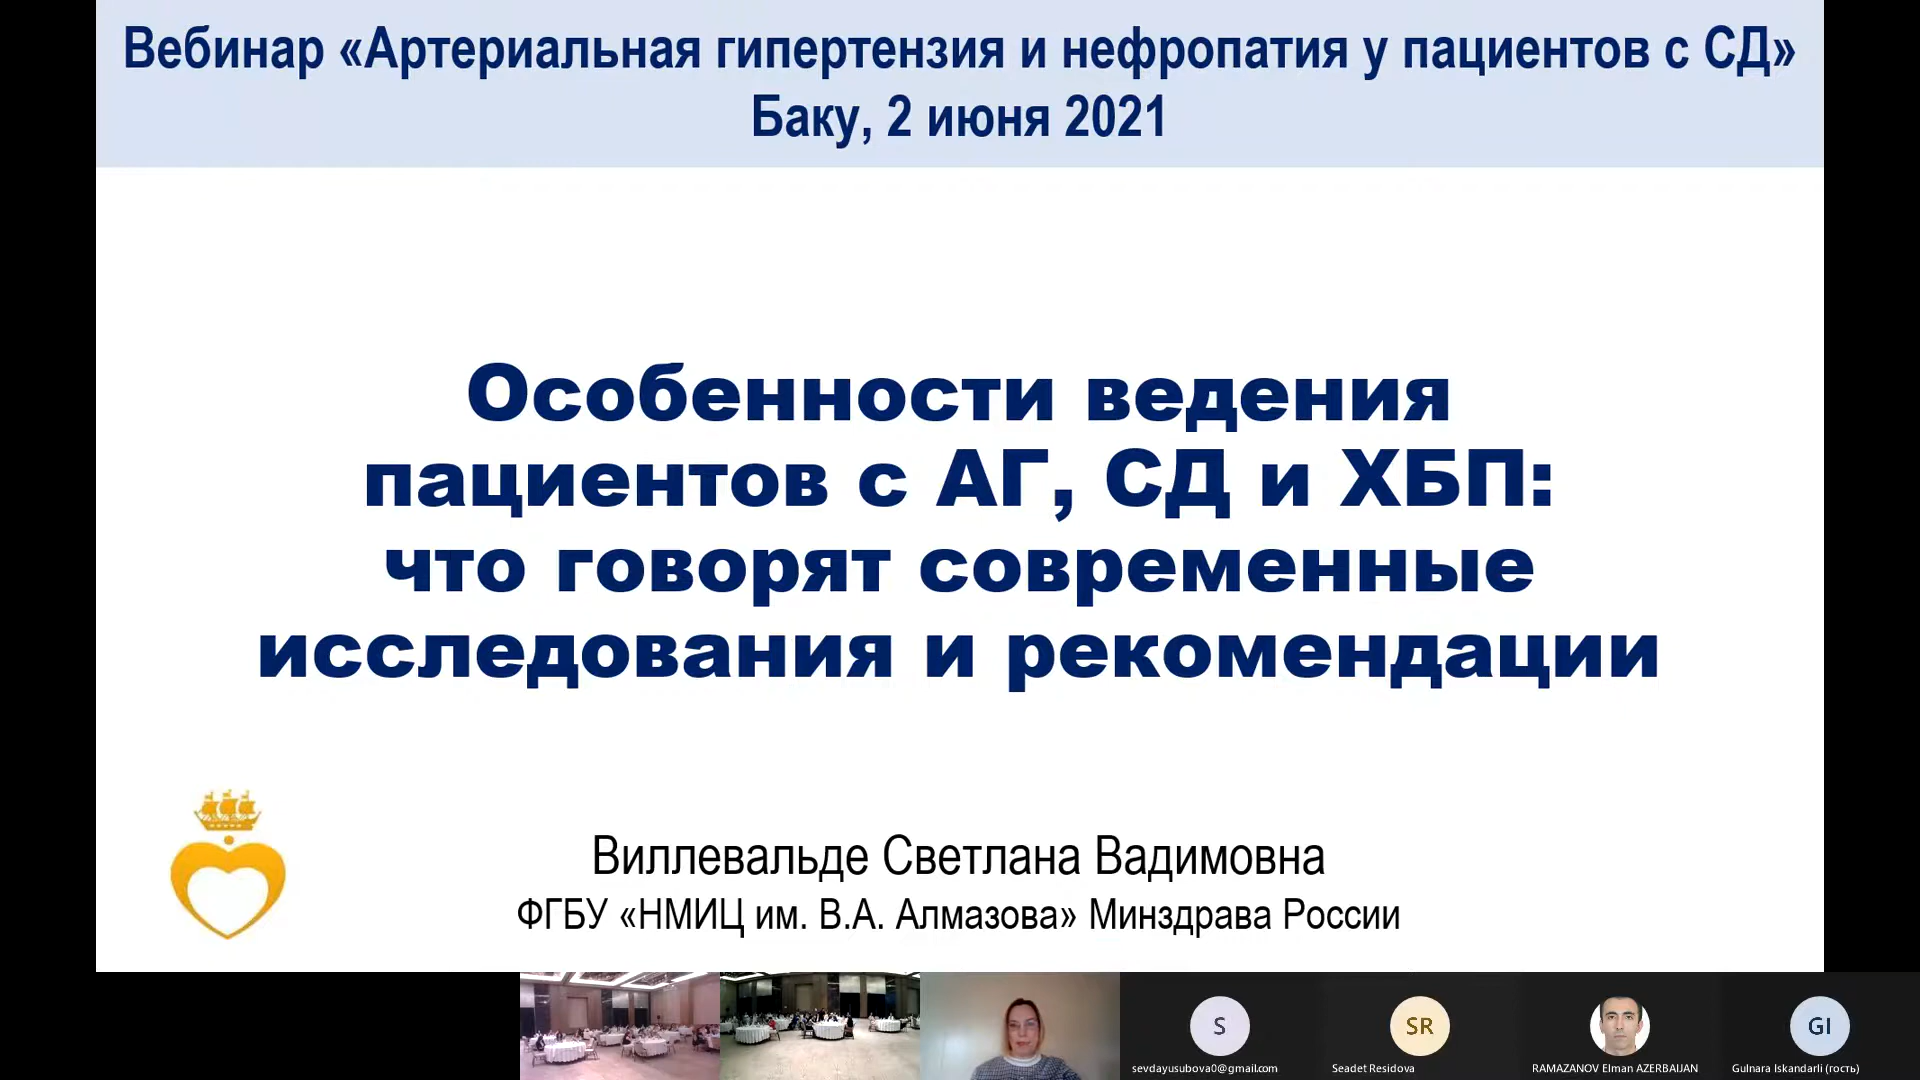 Вебинар «Артериальная гипертензия и нефропатия у пациентов с СД»
Баку, 2 июня 2021
Особенности ведения
пациентов с АГ, СД и ХБП:
что говорят современные
исследования и рекомендации
Виллевальде Светлана Вадимовна
ФГБУ «НМИЦ им. В.А. Алмазова» Минздрава России
S
SR
GI
sevdayusubova0@gmail.com
Seadet Residova
RAMAZANOV Elman AZERBAIJAN
Gulnara Iskandarli (гость)